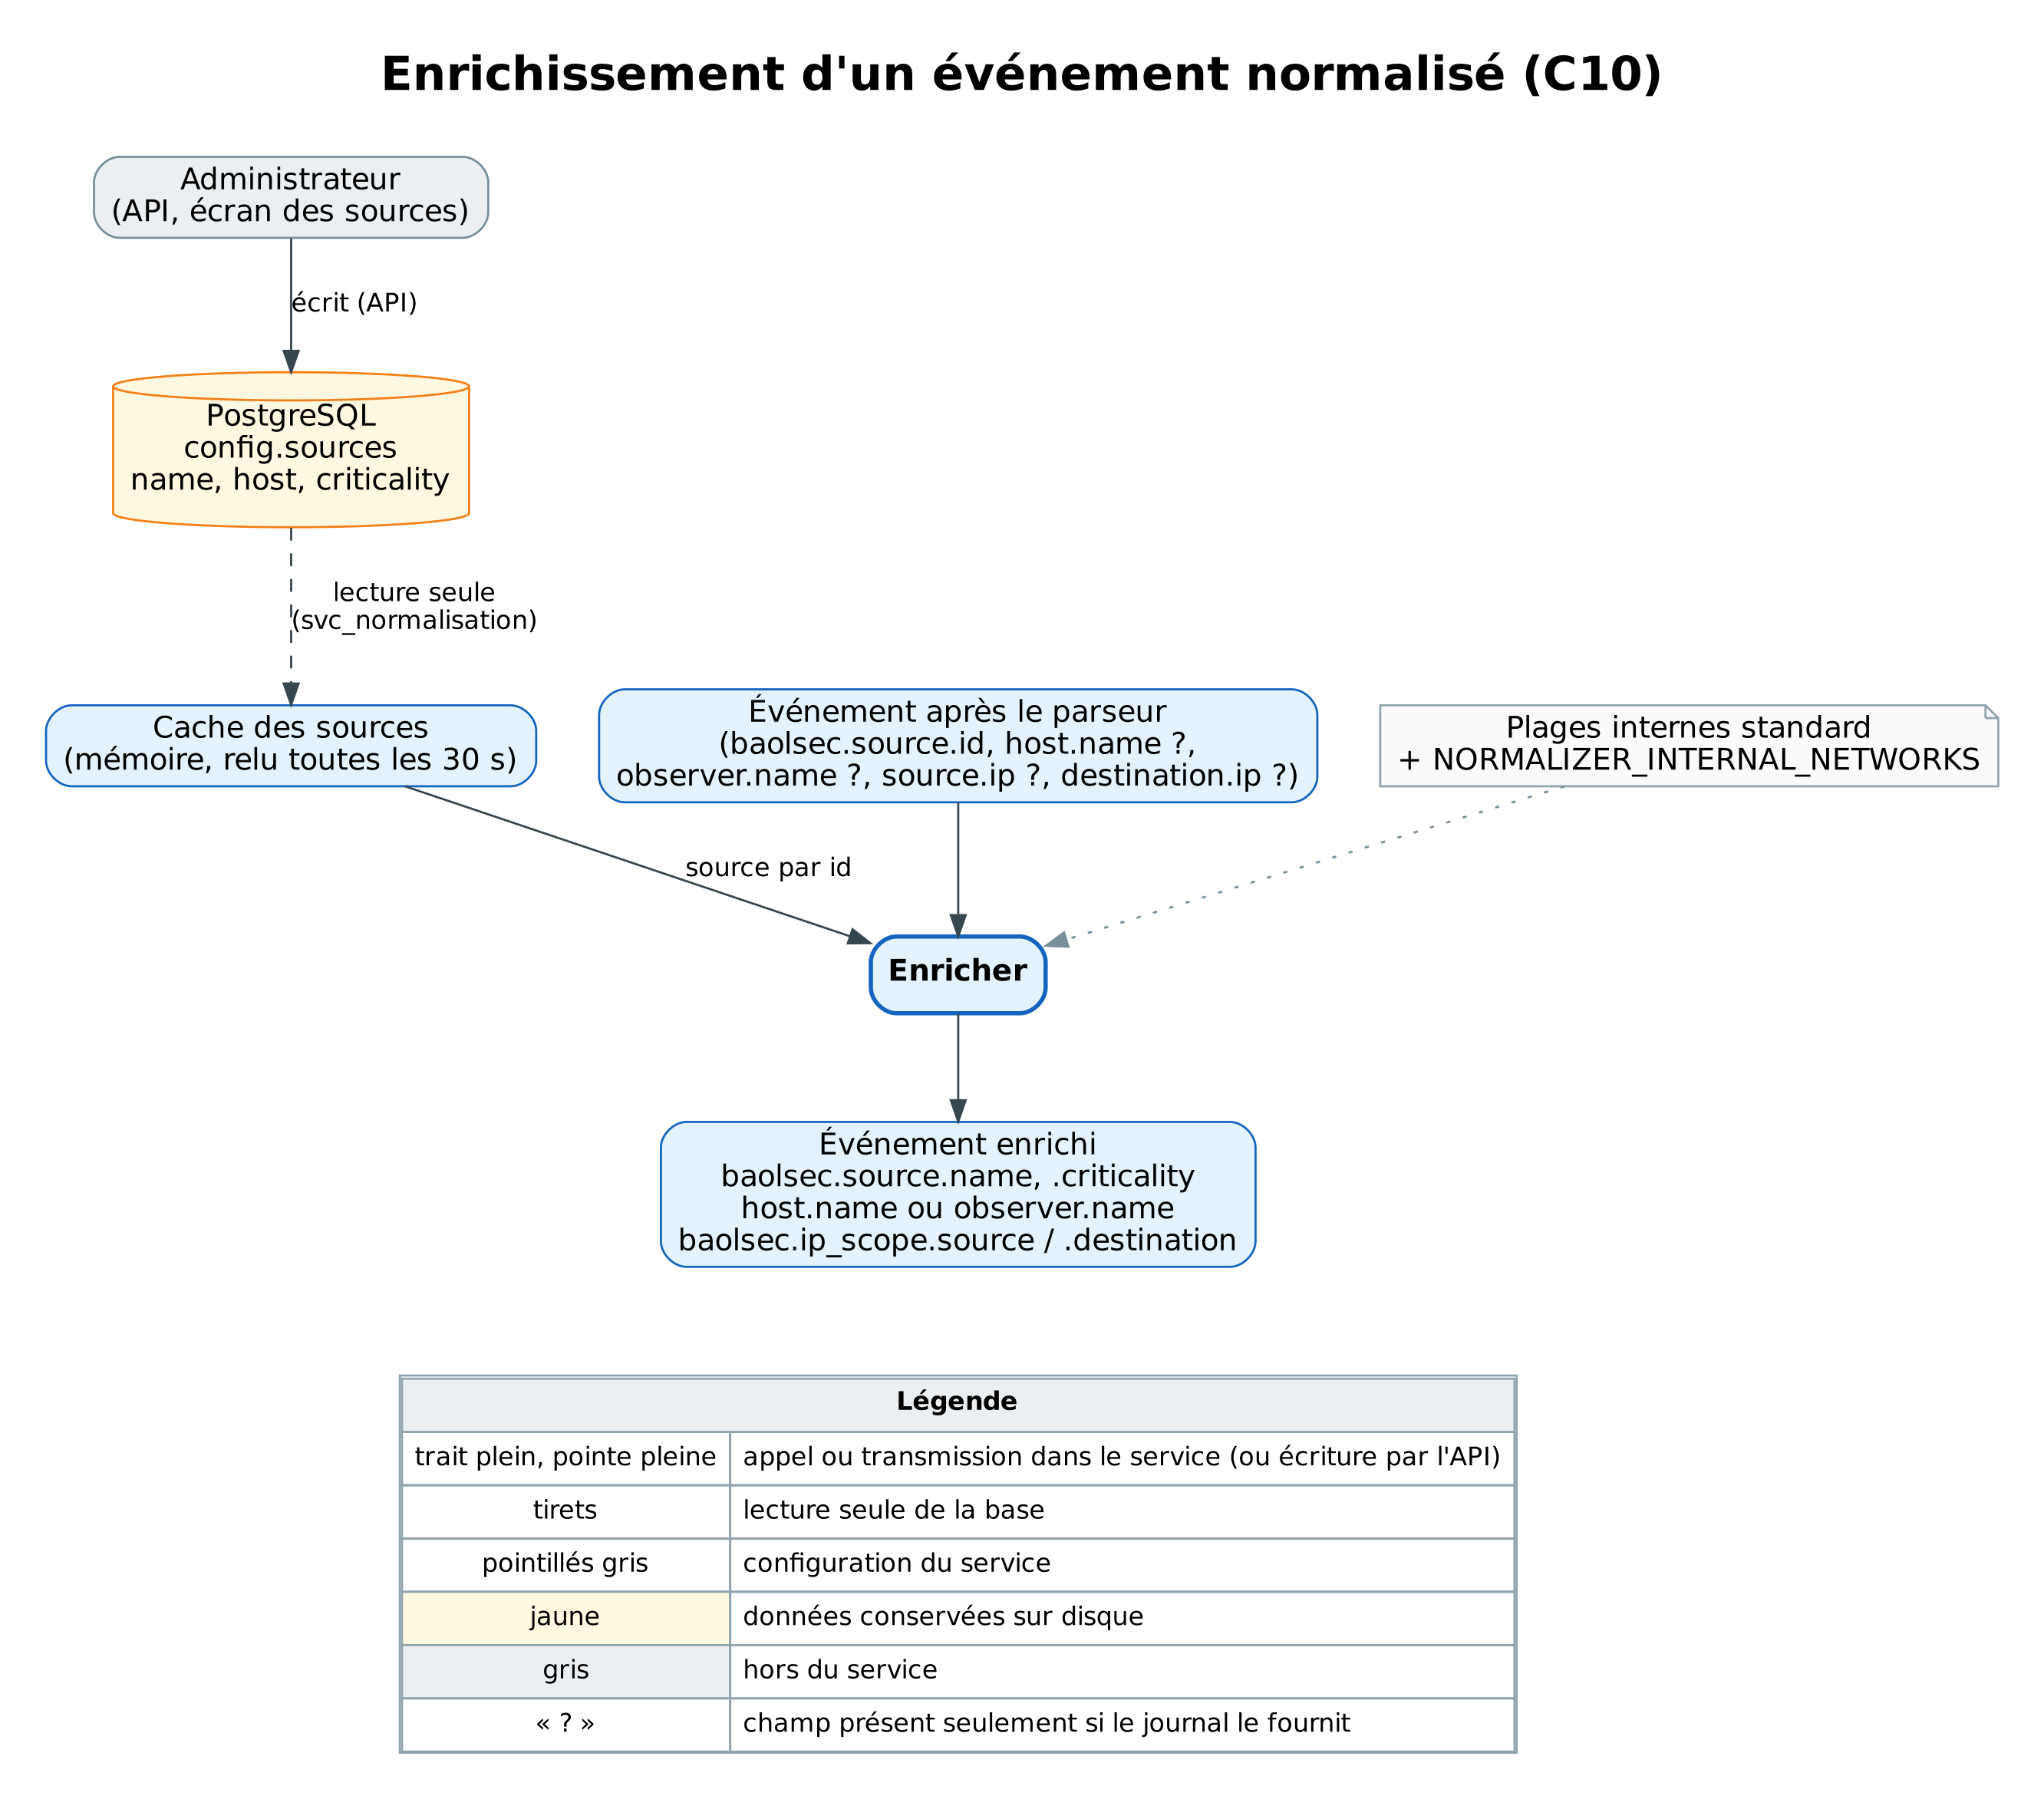 Enrichissement d'un événement normalisé (C10)
Administrateur
(API, écran des sources)
écrit (API)
PostgreSQL
config.sources
name, host, criticality
lecture seule
(svc_normalisation)
Cache des sources
(mémoire, relu toutes les 30 s)
Événement après le parseur
(baolsec.source.id, host.name ?,
observer.name ?, source.ip ?, destination.ip ?)
Plages internes standard
+ NORMALIZER_INTERNAL_NETWORKS
source par id
Enricher
Événement enrichi
baolsec.source.name, .criticality
host.name ou observer.name
baolsec.ip_scope.source / .destination
Légende
trait plein, pointe pleine
appel ou transmission dans le service (ou écriture par l'API)
tirets
lecture seule de la base
pointillés gris
configuration du service
jaune
données conservées sur disque
gris
hors du service
« ? »
champ présent seulement si le journal le fournit